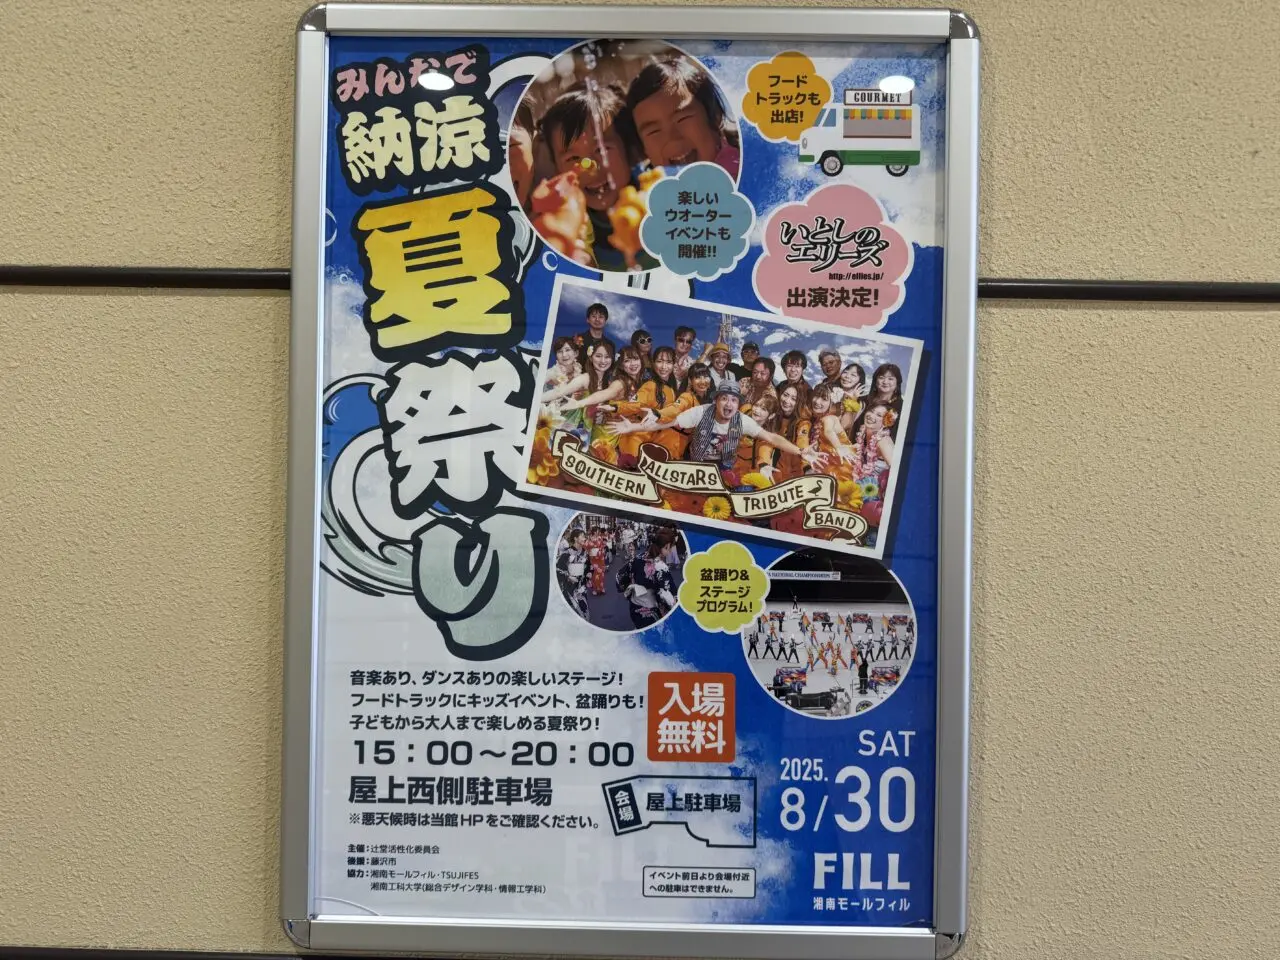 みんなで
納涼
夏祭り
フード
トラックも
出店!
GOURMET
楽しい
ウオーター
イベントも
開催!!
いとしの
エリーズ
http://ellies.jp/
出演決定!
SOUTHERN ALLSTARS TRIBUTE BAND
盆踊り&
ステージ
プログラム!
NATIONAL CHAMPIONSHIPS
音楽あり、ダンスありの楽しいステージ!
フードトラックにキッズイベント、盆踊りも!
子どもから大人まで楽しめる夏祭り!
入場
無料
15:00～20:00
屋上西側駐車場
※悪天候時は当館HPをご確認ください。
会場
屋上駐車場
SAT
2025.
8/30
主催:辻堂活性化委員会
後援:藤沢市
協力:湘南モールフィル・TSUJIFES
湘南工科大学(総合デザイン学科・情報工学科)
イベント前日より会場付近
への駐車はできません。
FILL
湘南モールフィル